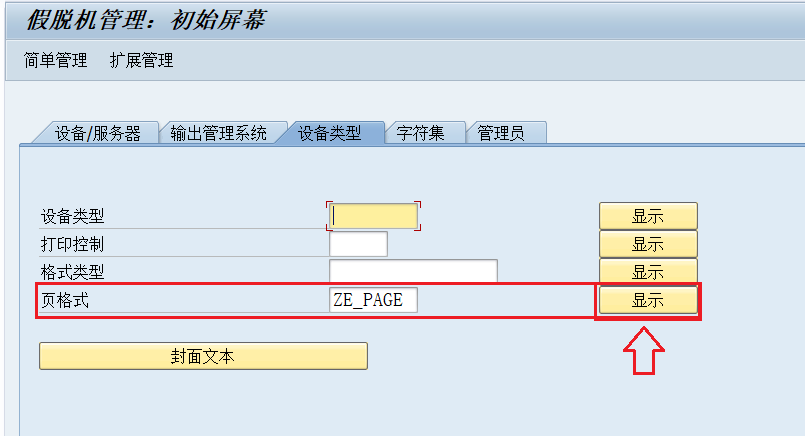 假脱机管理：初始屏幕
简单管理 扩展管理
设备/服务器 输出管理系统 设备类型 字符集 管理员
设备类型 显示
打印控制 显示
格式类型 显示
页格式 ZE_PAGE 显示
封面文本